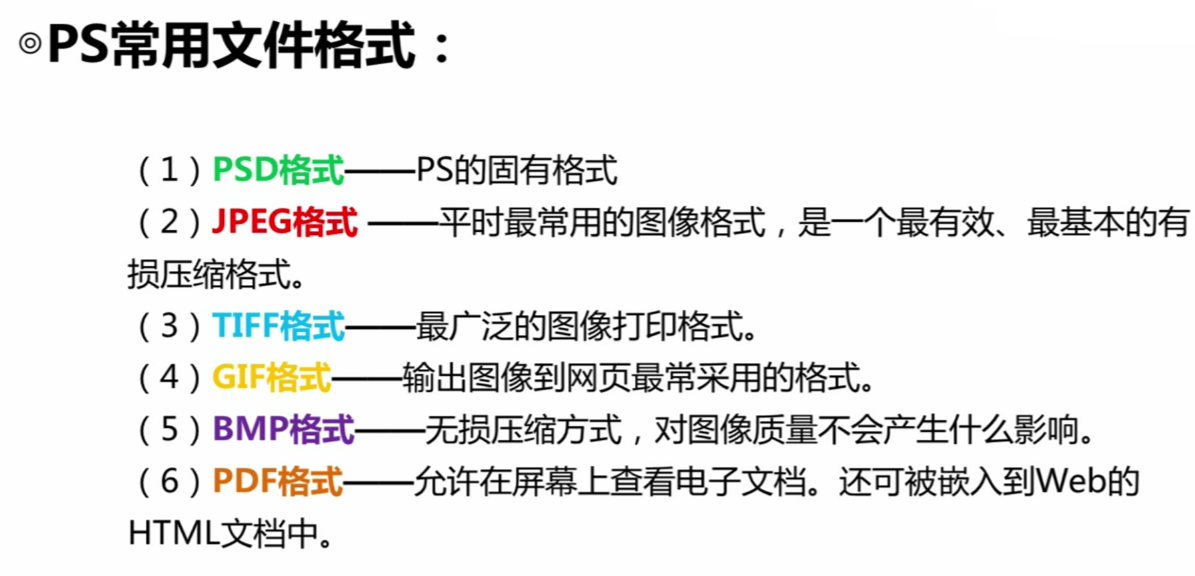 ◎PS常用文件格式：
（1）PSD格式——PS的固有格式
（2）JPEG格式 ——平时最常用的图像格式，是一个最有效、最基本的有
损压缩格式。
（3）TIFF格式——最广泛的图像打印格式。
（4）GIF格式——输出图像到网页最常采用的格式。
（5）BMP格式——无损压缩方式，对图像质量不会产生什么影响。
（6）PDF格式——允许在屏幕上查看电子文档。还可被嵌入到Web的
HTML文档中。